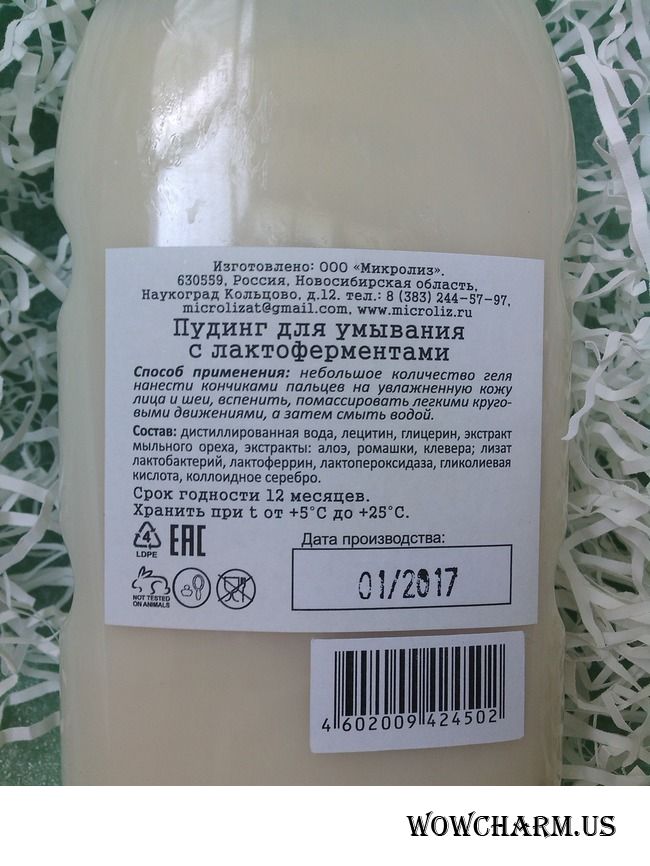 Изготовлено: ООО «Микролиз».
630559, Россия, Новосибирская область,
Наукоград Кольцово, д.12. тел.: 8 (383) 244-57-97,
microlizat@gmail.com, www.microliz.ru
Пудинг для умывания
с лактоферментами
Способ применения: небольшое количество геля
нанести кончиками пальцев на увлажненную кожу
лица и шеи, вспенить, помассировать легкими круго-
выми движениями, а затем смыть водой.
Состав: дистиллированная вода, лецитин, глицерин, экстракт
мыльного ореха, экстракты: алоэ, ромашки, клевера; лизат
лактобактерий, лактоферрин, лактопероксидаза, гликолиевая
кислота, коллоидное серебро.
Срок годности 12 месяцев.
Хранить при t от +5°C до +25°C.
4
LDPE
EAC
Дата производства:
01/2017
NOT TESTED
ON ANIMALS
4 602009 424502
WOWCHARM.US